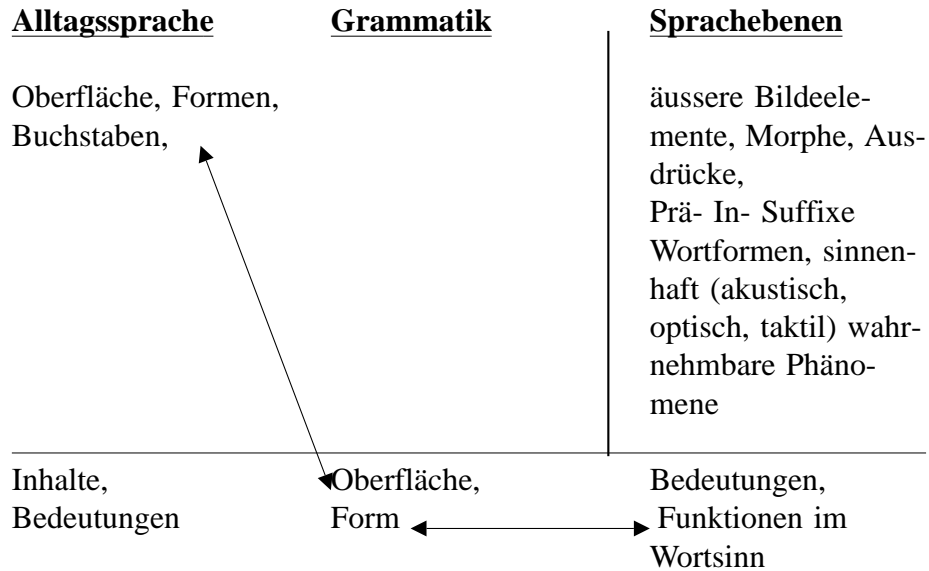 Alltagssprache Grammatik Sprachebenen
Oberfläche, Formen,
Buchstaben,
äussere Bildeele-
mente, Morphe, Aus-
drücke,
Prä- In- Suffixe
Wortformen, sinnen-
haft (akustisch,
optisch, taktil) wahr-
nehmbare Phäno-
mene
Inhalte,
Bedeutungen
Oberfläche,
Form
Bedeutungen,
Funktionen im
Wortsinn